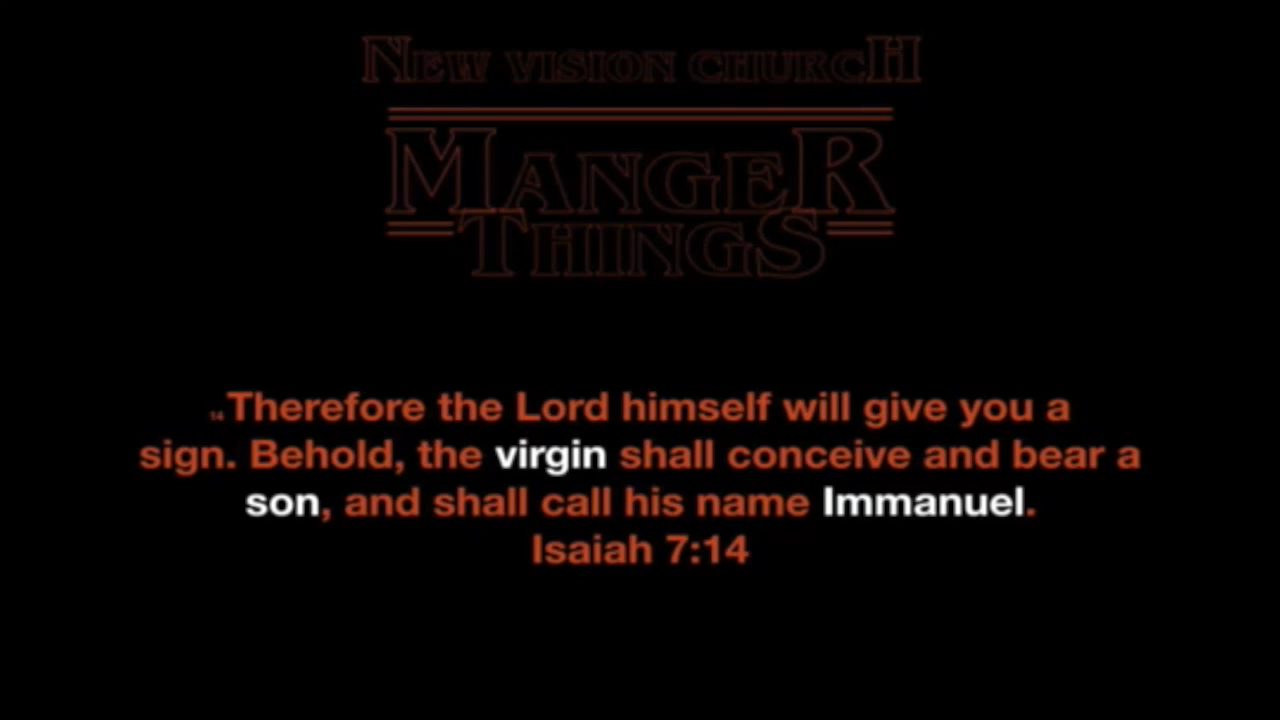 NEW VISION CHURCH
MANGER
THINGS
14 Therefore the Lord himself will give you a
sign. Behold, the virgin shall conceive and bear a
son, and shall call his name Immanuel.
Isaiah 7:14